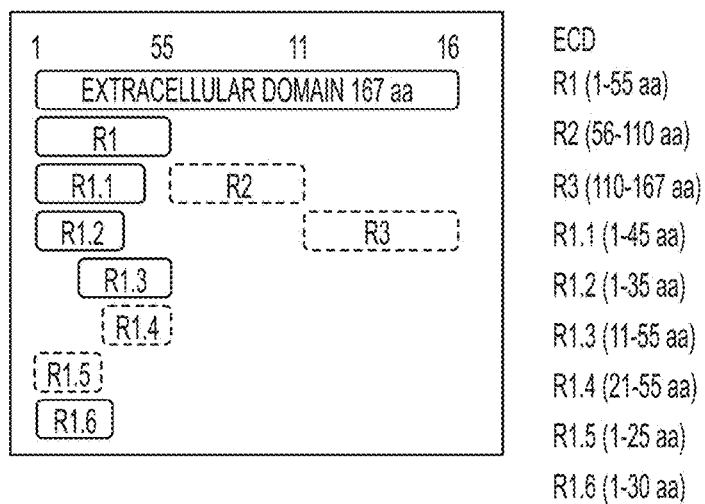 1 55 11 16
EXTRACELLULAR DOMAIN 167 aa
R1
R1.1 R2
R1.2 R3
R1.3
R1.4
R1.5
R1.6
ECD
R1 (1-55 aa)
R2 (56-110 aa)
R3 (110-167 aa)
R1.1 (1-45 aa)
R1.2 (1-35 aa)
R1.3 (11-55 aa)
R1.4 (21-55 aa)
R1.5 (1-25 aa)
R1.6 (1-30 aa)